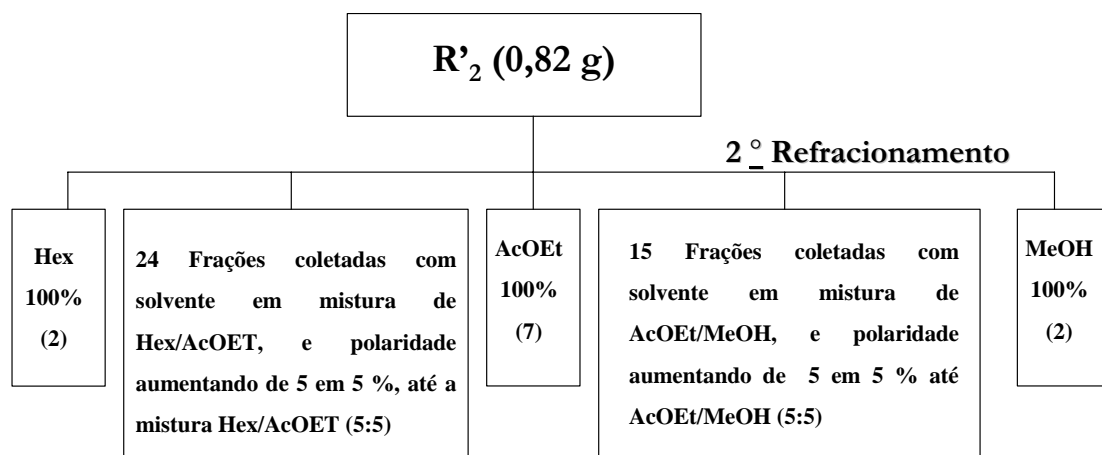 R’2 (0,82 g)
2 ° Refracionamento
Hex
100%
(2)
24 Frações coletadas com
solvente em mistura de
Hex/AcOET, e polaridade
aumentando de 5 em 5 %, até a
mistura Hex/AcOET (5:5)
AcOEt
100%
(7)
15 Frações coletadas com
solvente em mistura de
AcOEt/MeOH, e polaridade
aumentando de 5 em 5 % até
AcOEt/MeOH (5:5)
MeOH
100%
(2)